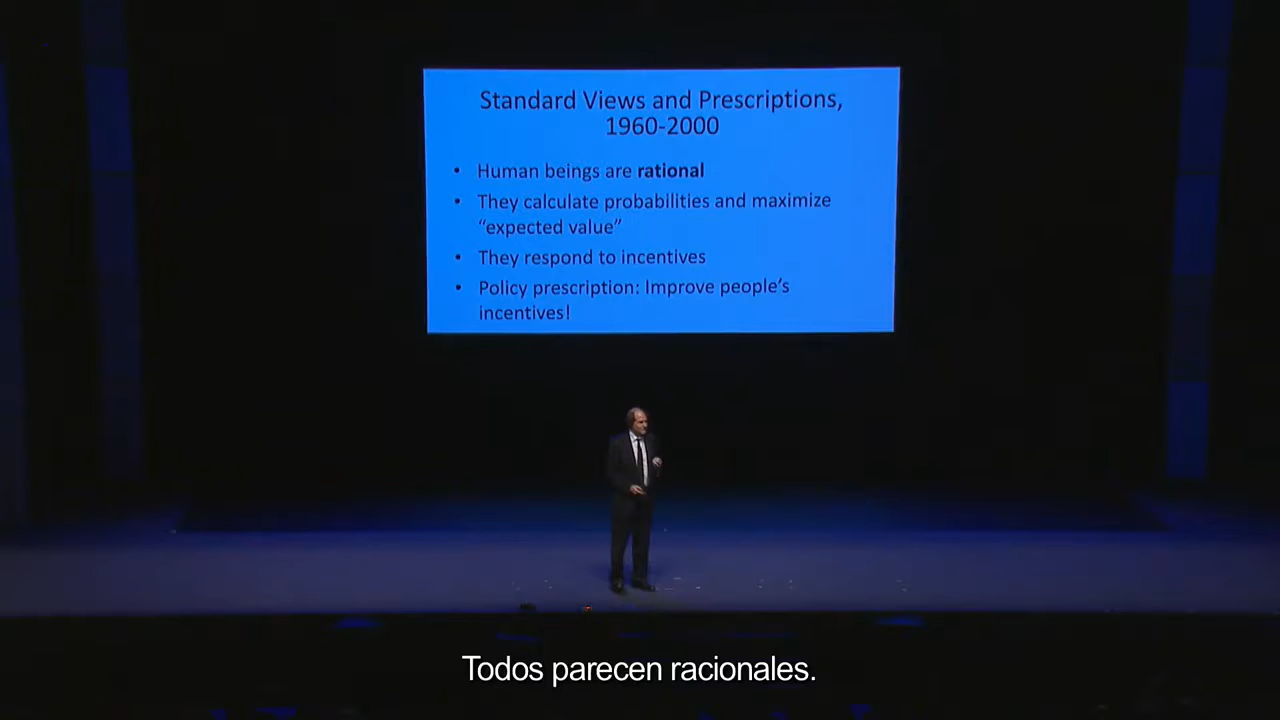 Standard Views and Prescriptions,
1960-2000
• Human beings are rational
• They calculate probabilities and maximize
“expected value”
• They respond to incentives
• Policy prescription: Improve people’s
incentives!
Todos parecen racionales.